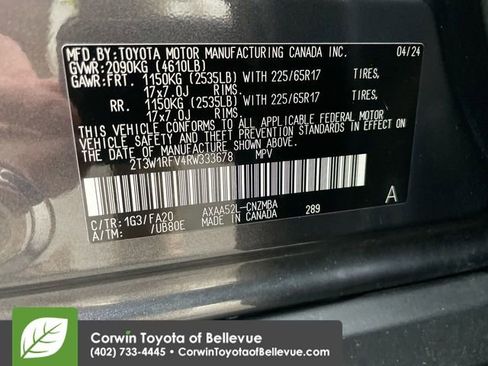 MFD.BY:TOYOTA MOTOR MANUFACTURING CANADA INC. 04/24
GVWR:2090KG (4610LB)
GAWR:FRT. 1150KG (2535LB) WITH 225/65R17 TIRES,
17x7.0J RIMS.
RR. 1150KG (2535LB) WITH 225/65R17 TIRES,
17x7.0J RIMS.
THIS VEHICLE CONFORMS TO ALL APPLICABLE FEDERAL MOTOR
VEHICLE SAFETY AND THEFT PREVENTION STANDARDS IN EFFECT
ON THE DATE OF MANUFACTURE SHOWN ABOVE.
2T3W1RFV4RW333678 MPV
C/TR:1G3/FA20 AXAA52L-CNZMBA 289 A
A/TM: /UB80E MADE IN CANADA
Corwin Toyota of Bellevue
(402) 733-4445 • CorwinToyotaofBellevue.com